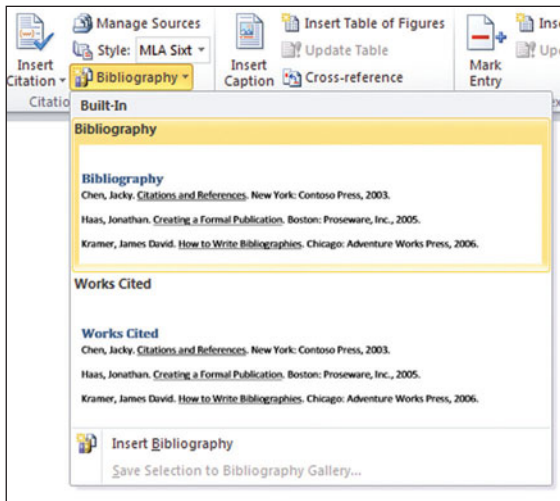 Manage Sources
Insert Table of Figures
Style: MLA Sixt
Update Table
Insert
Citation
Bibliography
Insert
Caption
Cross-reference
Mark
Entry
Built-In
Bibliography
Bibliography
Chen, Jacky. Citations and References. New York: Contoso Press, 2003.
Haas, Jonathan. Creating a Formal Publication. Boston: Proseware, Inc., 2005.
Kramer, James David. How to Write Bibliographies. Chicago: Adventure Works Press, 2006.
Works Cited
Works Cited
Chen, Jacky. Citations and References. New York: Contoso Press, 2003.
Haas, Jonathan. Creating a Formal Publication. Boston: Proseware, Inc., 2005.
Kramer, James David. How to Write Bibliographies. Chicago: Adventure Works Press, 2006.
Insert Bibliography
Save Selection to Bibliography Gallery...